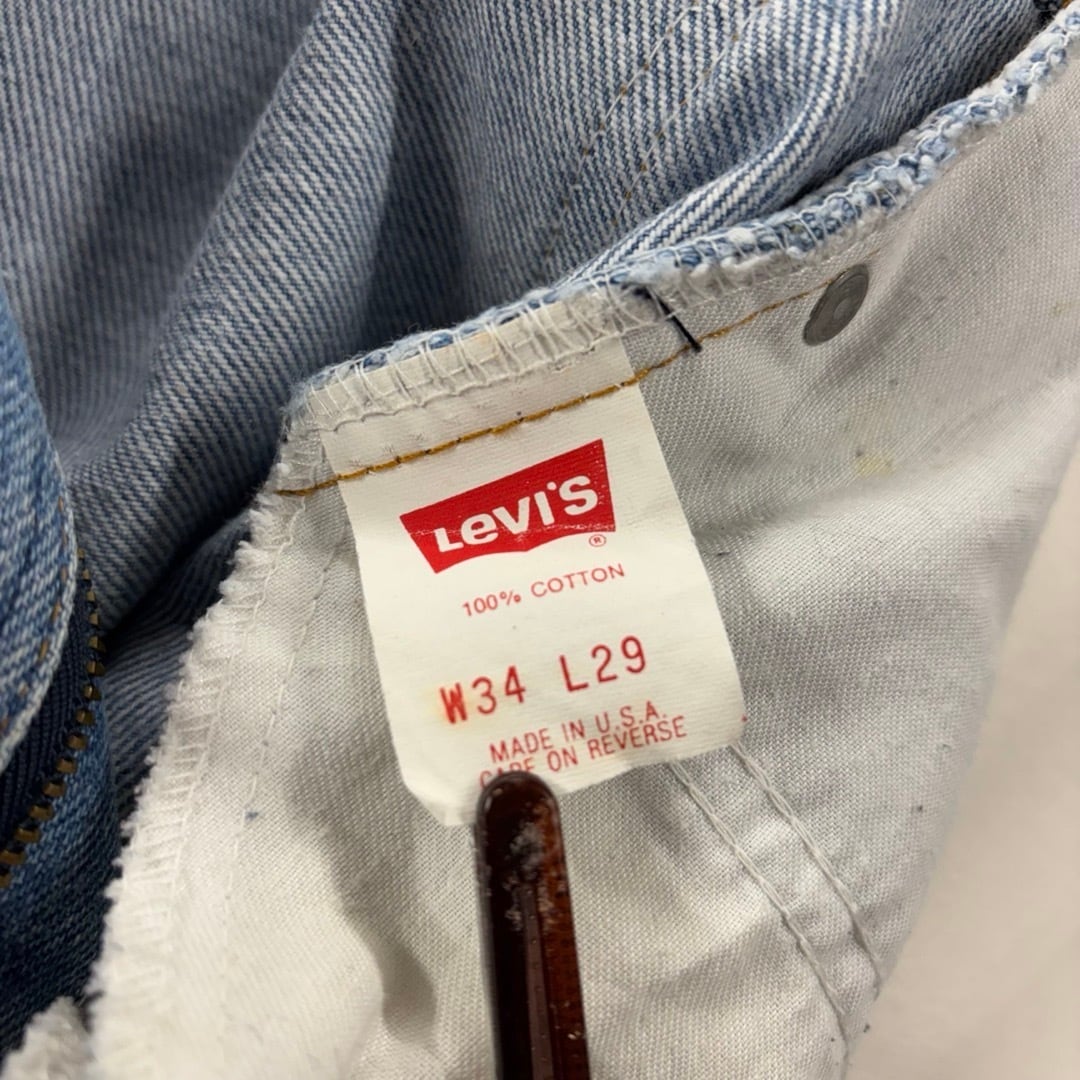 LEVI'S
®
100% COTTON
W34 L29
MADE IN U.S.A.
CARE ON REVERSE